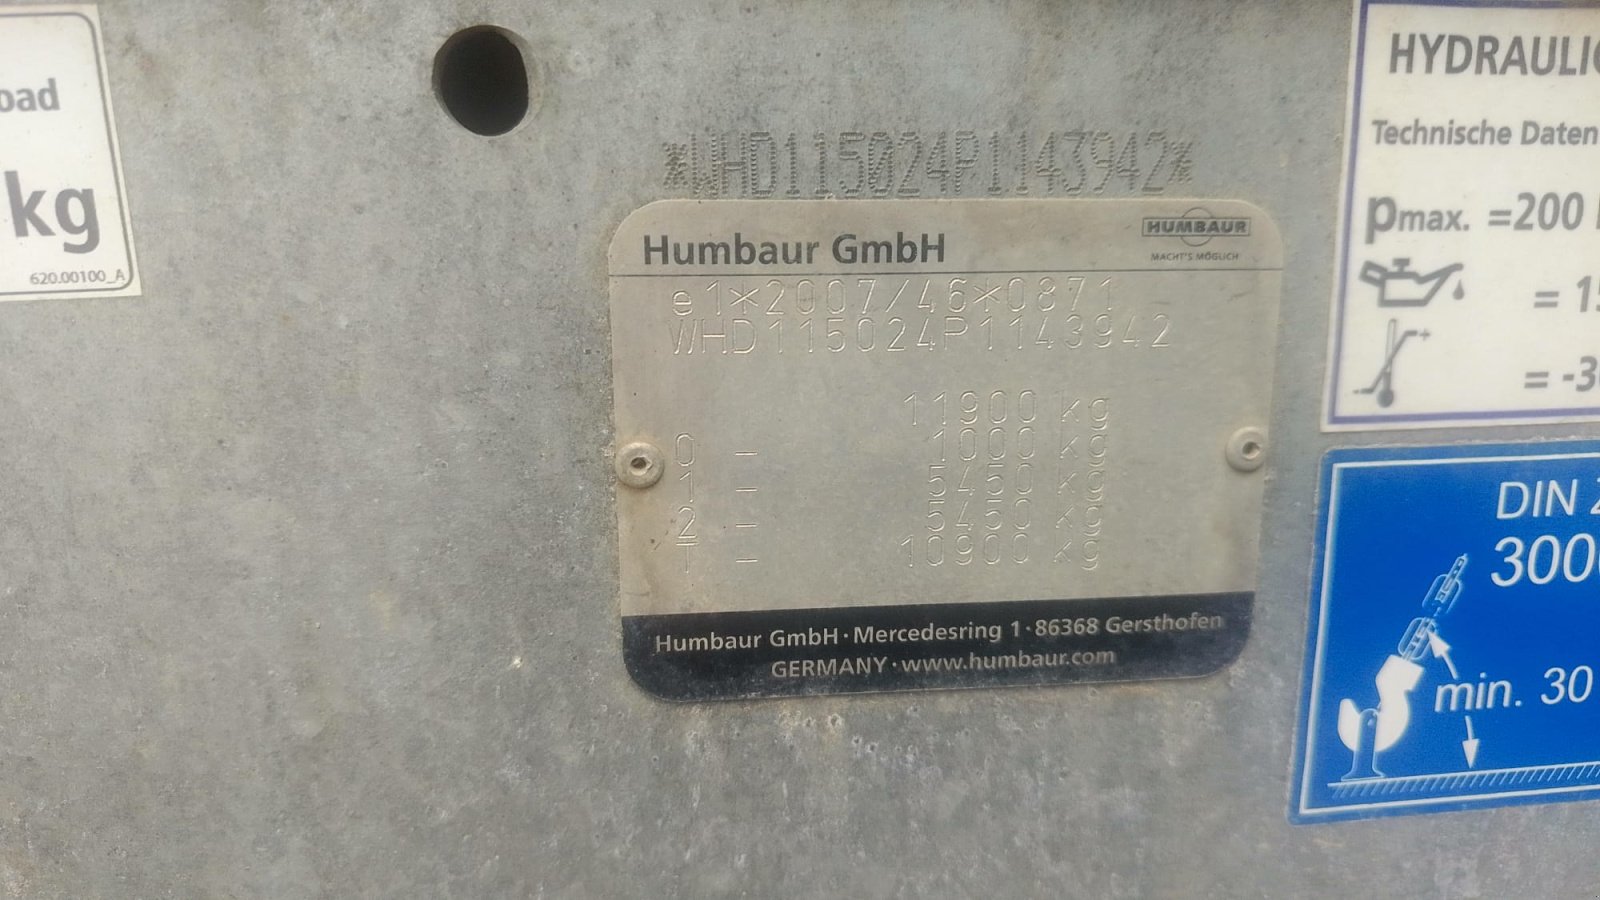 oad
kg
620.00100_A
*WHD115024P1143942*
Humbaur GmbH
HUMBAUR
MACHT'S MÖGLICH
e1*2007/46*0871
WHD115024P1143942
11900 kg
0 - 1000 kg
1 - 5450 kg
2 - 5450 kg
T - 10900 kg
Humbaur GmbH · Mercedesring 1 · 86368 Gersthofen
GERMANY · www.humbaur.com
HYDRAULI
Technische Daten
pmax. =200
= 15
= -3
DIN
300
min. 30